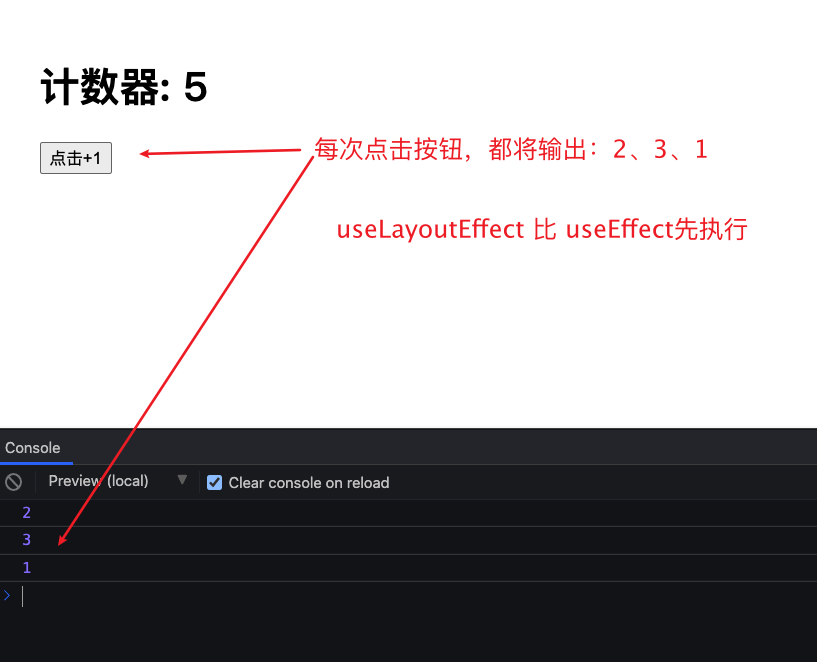 计数器: 5
点击+1
每次点击按钮，都将输出：2、3、1
useLayoutEffect 比 useEffect先执行
Console
Preview (local)
Clear console on reload
2
3
1